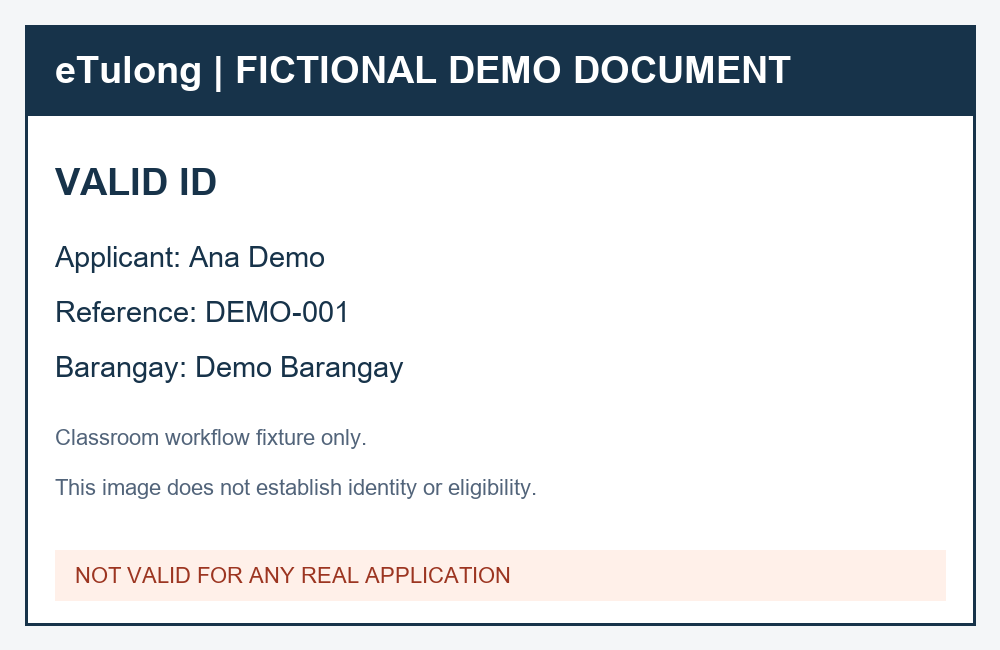 eTulong | FICTIONAL DEMO DOCUMENT
VALID ID
Applicant: Ana Demo
Reference: DEMO-001
Barangay: Demo Barangay
Classroom workflow fixture only.
This image does not establish identity or eligibility.
NOT VALID FOR ANY REAL APPLICATION